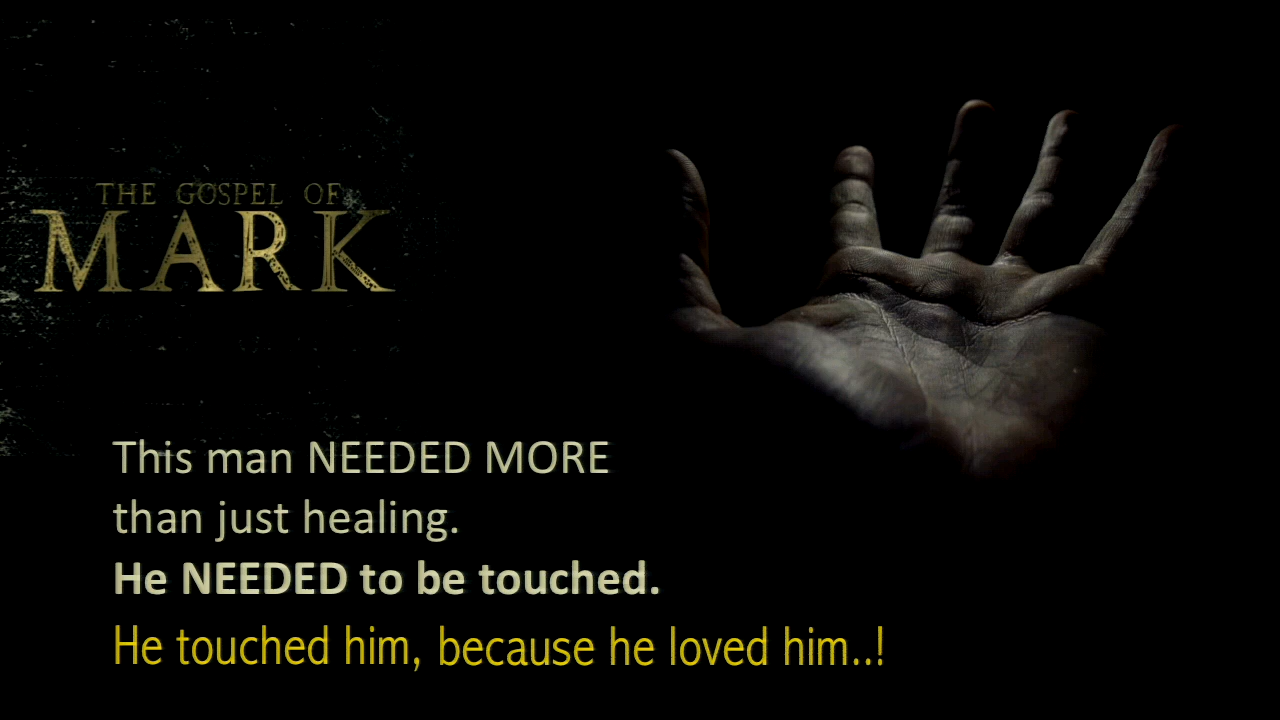 THE GOSPEL OF
MARK
This man NEEDED MORE
than just healing.
He NEEDED to be touched.
He touched him, because he loved him..!